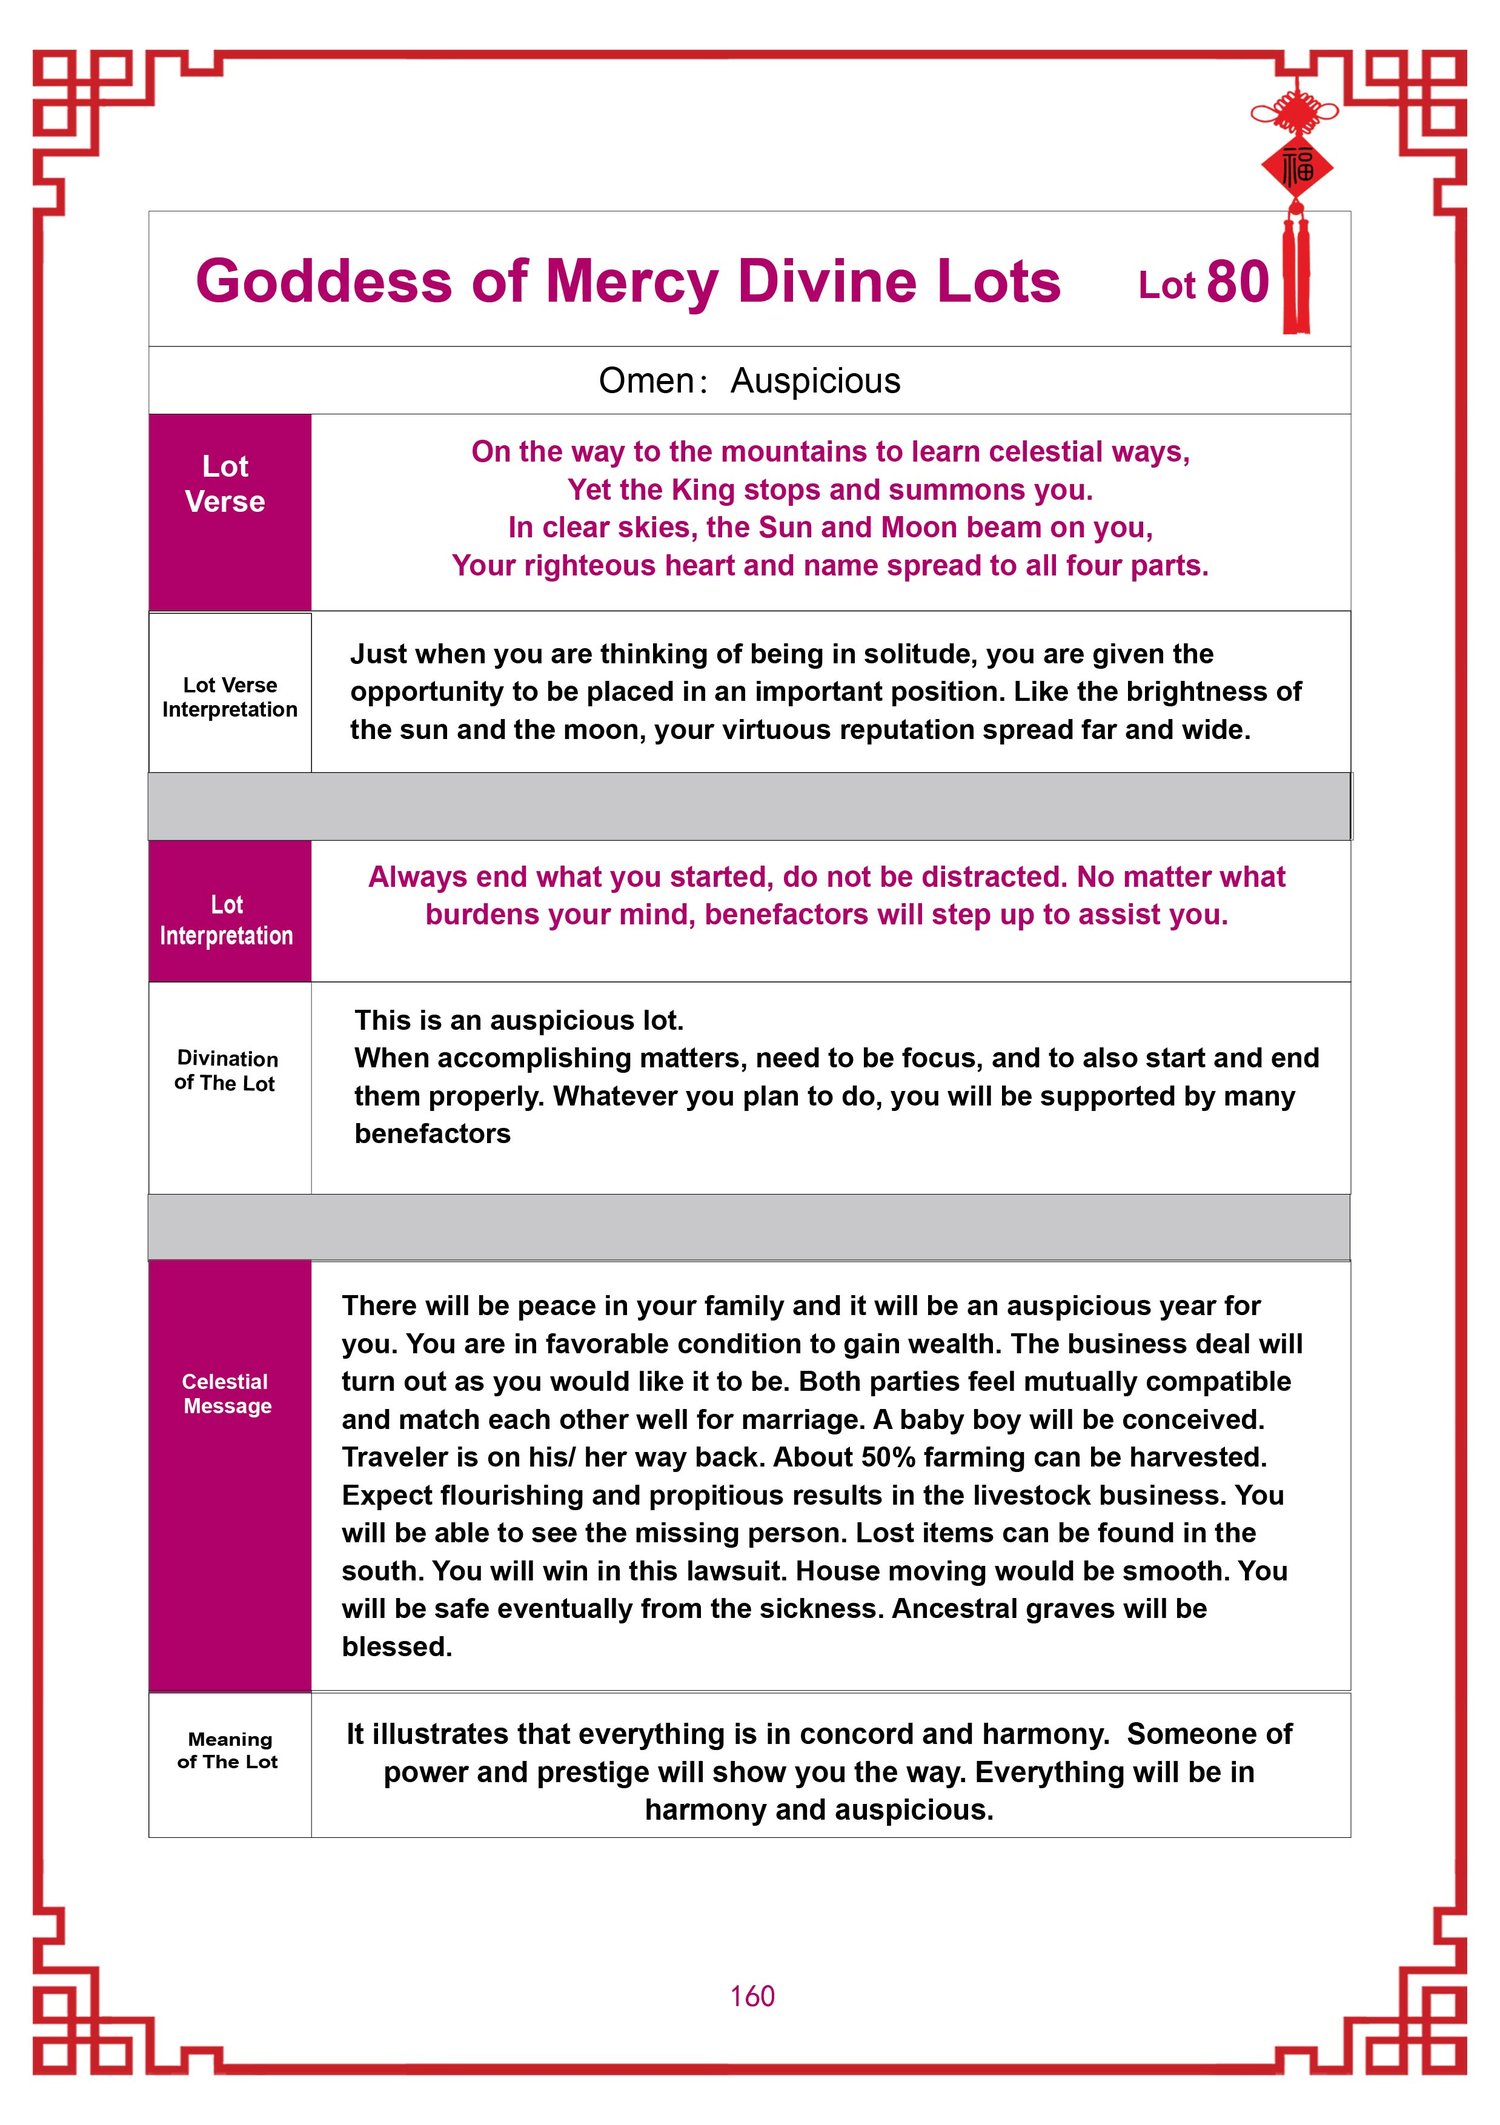 福
Goddess of Mercy Divine Lots Lot 80
Omen： Auspicious
Lot
Verse
On the way to the mountains to learn celestial ways,
Yet the King stops and summons you.
In clear skies, the Sun and Moon beam on you,
Your righteous heart and name spread to all four parts.
Lot Verse
Interpretation
Just when you are thinking of being in solitude, you are given the
opportunity to be placed in an important position. Like the brightness of
the sun and the moon, your virtuous reputation spread far and wide.
Lot
Interpretation
Always end what you started, do not be distracted. No matter what
burdens your mind, benefactors will step up to assist you.
Divination
of The Lot
This is an auspicious lot.
When accomplishing matters, need to be focus, and to also start and end
them properly. Whatever you plan to do, you will be supported by many
benefactors
Celestial
Message
There will be peace in your family and it will be an auspicious year for
you. You are in favorable condition to gain wealth. The business deal will
turn out as you would like it to be. Both parties feel mutually compatible
and match each other well for marriage. A baby boy will be conceived.
Traveler is on his/ her way back. About 50% farming can be harvested.
Expect flourishing and propitious results in the livestock business. You
will be able to see the missing person. Lost items can be found in the
south. You will win in this lawsuit. House moving would be smooth. You
will be safe eventually from the sickness. Ancestral graves will be
blessed.
Meaning
of The Lot
It illustrates that everything is in concord and harmony.  Someone of
power and prestige will show you the way. Everything will be in
harmony and auspicious.
160